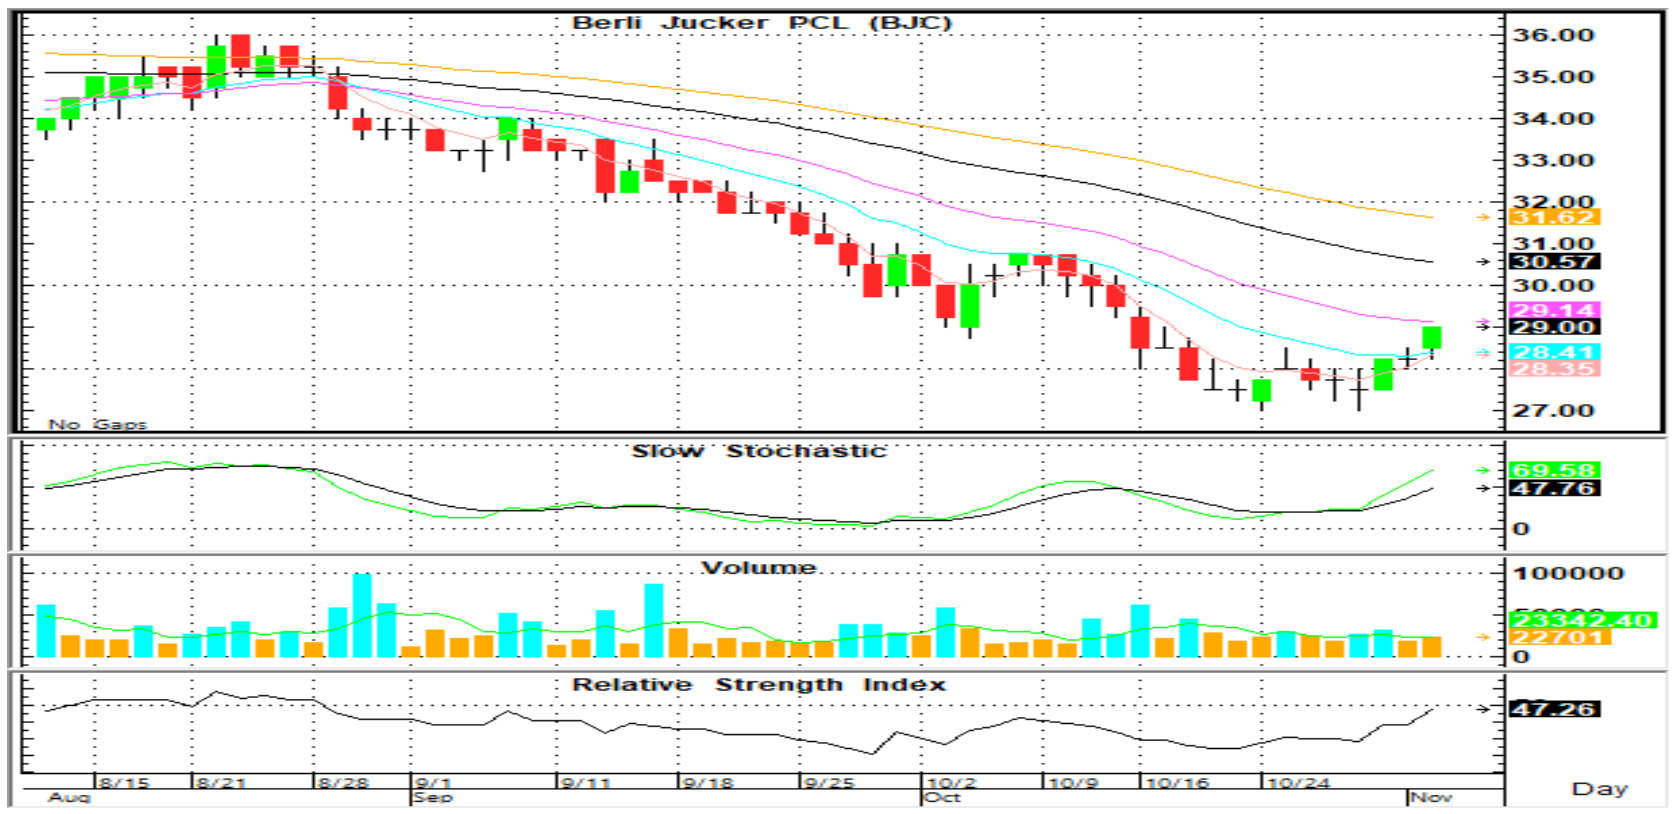 Berli Jucker PCL (BJC)
36.00
35.00
34.00
33.00
32.00
31.62
31.00
30.57
30.00
29.14
29.00
28.41
28.35
27.00
No Gaps
Slow Stochastic
69.58
47.76
0
Volume
100000
23342.40
22701
0
Relative Strength Index
47.26
8/15 8/21 8/28 9/1 9/11 9/18 9/25 10/2 10/9 10/16 10/24
Aug Sep Oct Nov
Day